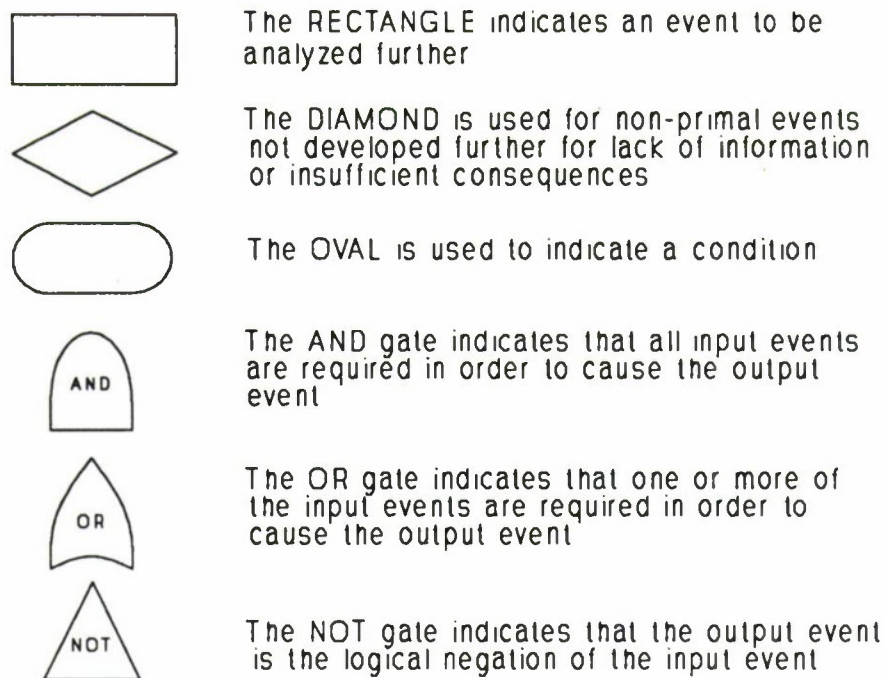 The RECTANGLE indicates an event to be
analyzed further
The DIAMOND is used for non-primal events
not developed further for lack of information
or insufficient consequences
The OVAL is used to indicate a condition
AND
The AND gate indicates that all input events
are required in order to cause the output
event
OR
The OR gate indicates that one or more of
the input events are required in order to
cause the output event
NOT
The NOT gate indicates that the output event
is the logical negation of the input event